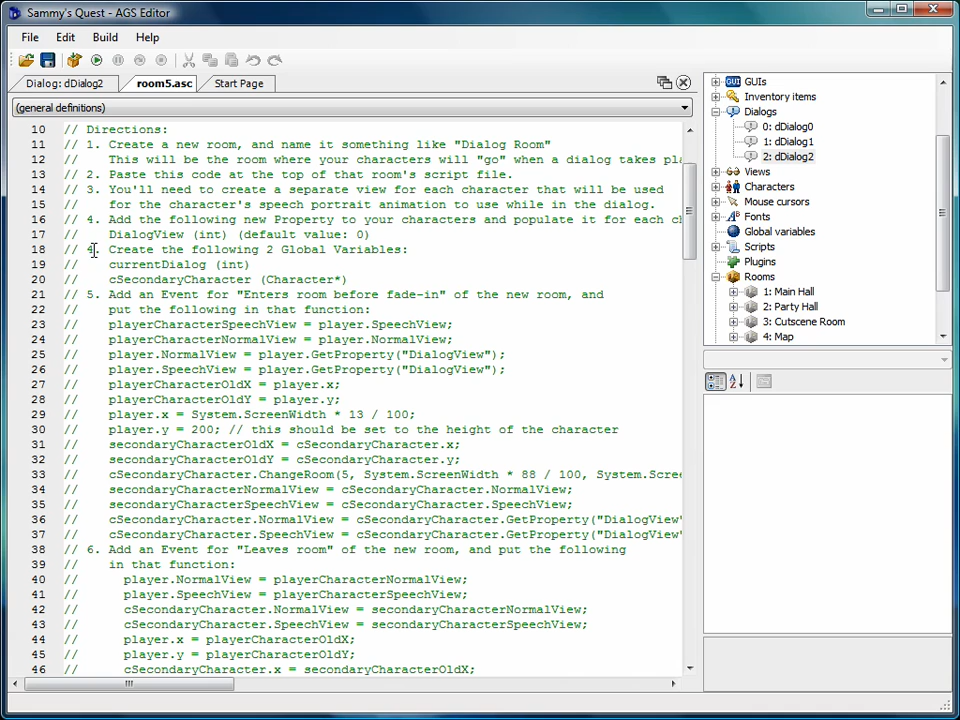 Sammy's Quest - AGS Editor
File Edit Build Help
Dialog: dDialog2 room5.asc Start Page
(general definitions)
10 // Directions:
11 // 1. Create a new room, and name it something like "Dialog Room"
12 // This will be the room where your characters will "go" when a dialog takes pla
13 // 2. Paste this code at the top of that room's script file.
14 // 3. You'll need to create a separate view for each character that will be used
15 // for the character's speech portrait animation to use while in the dialog.
16 // 4. Add the following new Property to your characters and populate it for each ch
17 // DialogView (int) (default value: 0)
18 // 4. Create the following 2 Global Variables:
19 // currentDialog (int)
20 // cSecondaryCharacter (Character*)
21 // 5. Add an Event for "Enters room before fade-in" of the new room, and
22 // put the following in that function:
23 // playerCharacterSpeechView = player.SpeechView;
24 // playerCharacterNormalView = player.NormalView;
25 // player.NormalView = player.GetProperty("DialogView");
26 // player.SpeechView = player.GetProperty("DialogView");
27 // playerCharacterOldX = player.x;
28 // playerCharacterOldY = player.y;
29 // player.x = System.ScreenWidth * 13 / 100;
30 // player.y = 200; // this should be set to the height of the character
31 // secondaryCharacterOldX = cSecondaryCharacter.x;
32 // secondaryCharacterOldY = cSecondaryCharacter.y;
33 // cSecondaryCharacter.ChangeRoom(5, System.ScreenWidth * 88 / 100, System.Scree
34 // secondaryCharacterNormalView = cSecondaryCharacter.NormalView;
35 // secondaryCharacterSpeechView = cSecondaryCharacter.SpeechView;
36 // cSecondaryCharacter.NormalView = cSecondaryCharacter.GetProperty("DialogView"
37 // cSecondaryCharacter.SpeechView = cSecondaryCharacter.GetProperty("DialogView"
38 // 6. Add an Event for "Leaves room" of the new room, and put the following
39 // in that function:
40 // player.NormalView = playerCharacterNormalView;
41 // player.SpeechView = playerCharacterSpeechView;
42 // cSecondaryCharacter.NormalView = secondaryCharacterNormalView;
43 // cSecondaryCharacter.SpeechView = secondaryCharacterSpeechView;
44 // player.x = playerCharacterOldX;
45 // player.y = playerCharacterOldY;
46 // cSecondaryCharacter.x = secondaryCharacterOldX;
GUIs
Inventory items
Dialogs
0: dDialog0
1: dDialog1
2: dDialog2
Views
Characters
Mouse cursors
Fonts
Global variables
Scripts
Plugins
Rooms
1: Main Hall
2: Party Hall
3: Cutscene Room
4: Map